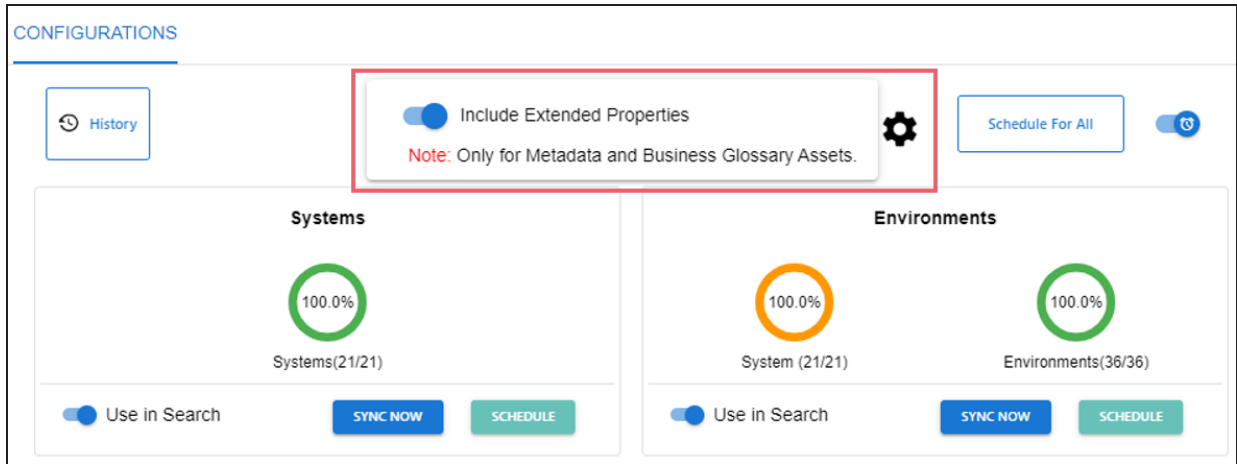 CONFIGURATIONS
History
Include Extended Properties
Note: Only for Metadata and Business Glossary Assets.
Schedule For All
Systems
100.0%
Systems(21/21)
Use in Search
SYNC NOW
SCHEDULE
Environments
100.0%
100.0%
System (21/21)
Environments(36/36)
Use in Search
SYNC NOW
SCHEDULE